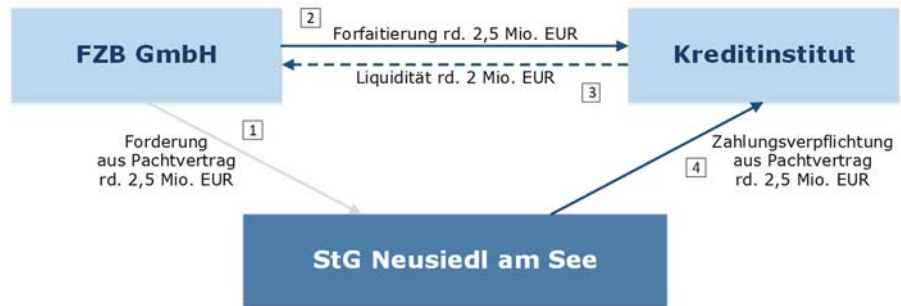 2
FZB GmbH
Forfaitierung rd. 2,5 Mio. EUR
Kreditinstitut
Liquidität rd. 2 Mio. EUR
3
1
Forderung
aus Pachtvertrag
rd. 2,5 Mio. EUR
4
Zahlungsverpflichtung
aus Pachtvertrag
rd. 2,5 Mio. EUR
StG Neusiedl am See